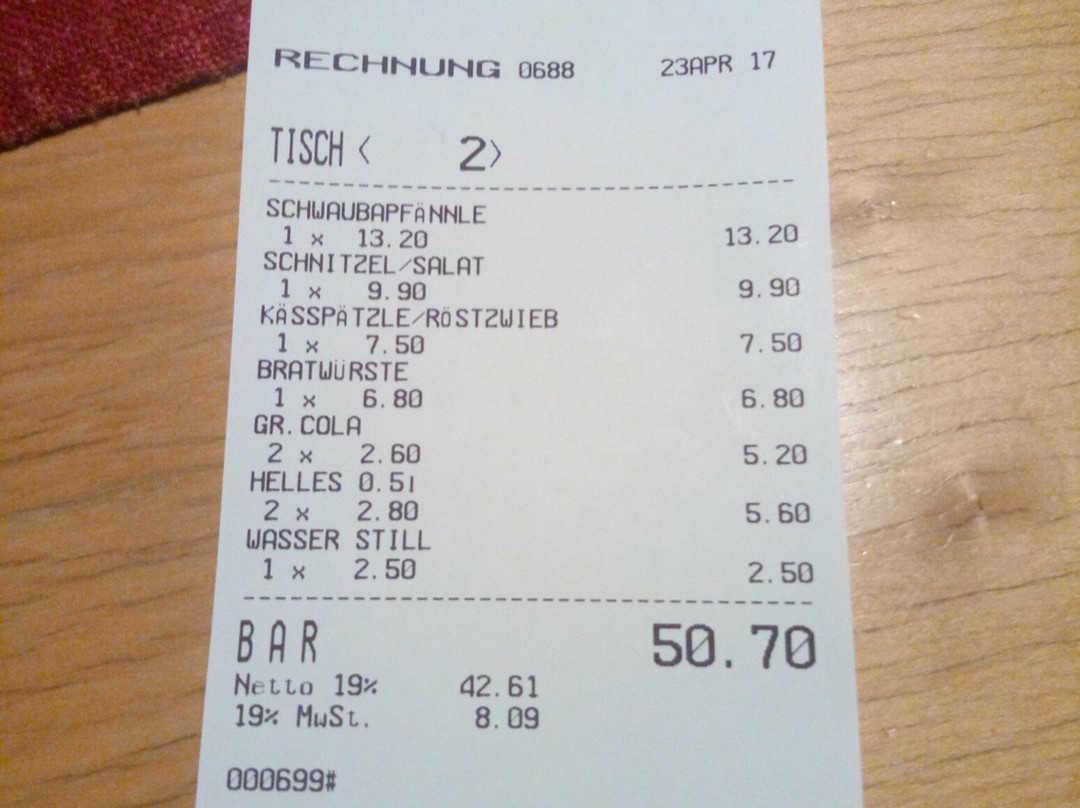 RECHNUNG 0688 23APR 17
TISCH < 2>
SCHWAUBAPFÄNNLE
1 x 13.20 13.20
SCHNITZEL/SALAT
1 x 9.90 9.90
KÄSSPÄTZLE/RÖSTZWIEB
1 x 7.50 7.50
BRATWÜRSTE
1 x 6.80 6.80
GR.COLA
2 x 2.60 5.20
HELLES 0.5l
2 x 2.80 5.60
WASSER STILL
1 x 2.50 2.50
BAR 50.70
Netto 19% 42.61
19% MwSt. 8.09
000699#